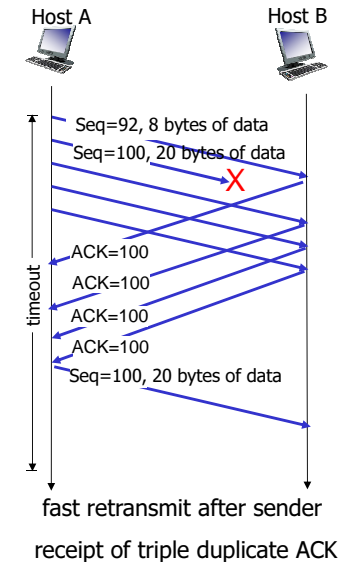 Host A
Host B
Seq=92, 8 bytes of data
Seq=100, 20 bytes of data
X
ACK=100
ACK=100
ACK=100
ACK=100
timeout
Seq=100, 20 bytes of data
fast retransmit after sender
receipt of triple duplicate ACK